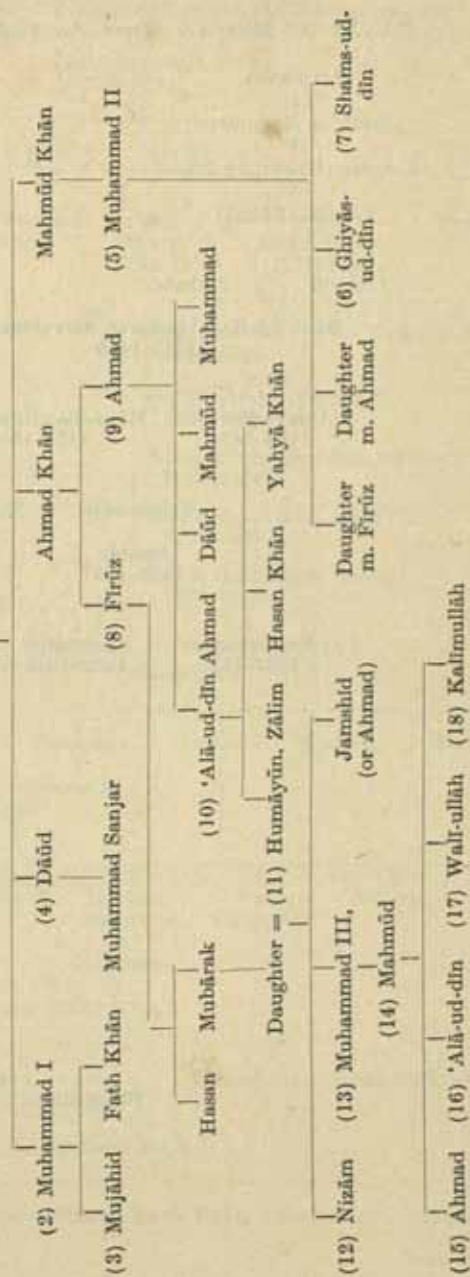 (2) Muhammad I (4) Dāūd Ahmad Khān Mahmūd Khān
(3) Mujāhid Fath Khān Muhammad Sanjar (8) Fīrūz (9) Ahmad (5) Muhammad II
Hasan Mubārak (10) 'Alā-ud-dīn Ahmad Dāūd Mahmūd Muhammad
Daughter = (11) Humāyūn, Zālim Hasan Khān Yahyā Khān
(12) Nizām (13) Muhammad III, Jamshīd
(or Ahmad)
Daughter
m. Fīrūz
Daughter
m. Ahmad
(6) Ghiyās-
ud-dīn
(7) Shams-ud-
dīn
(14) Mahmūd
(15) Ahmad (16) 'Alā-ud-dīn (17) Walī-ullāh (18) Kalīmullāh